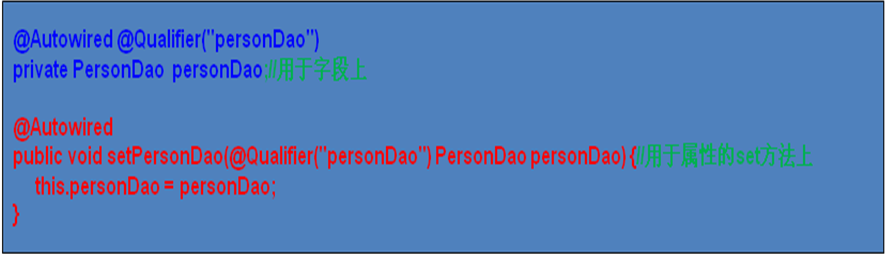 @Autowired @Qualifier("personDao")
private PersonDao  personDao;//用于字段上
@Autowired
public void setPersonDao(@Qualifier("personDao") PersonDao personDao) {//用于属性的set方法上
this.personDao = personDao;
}